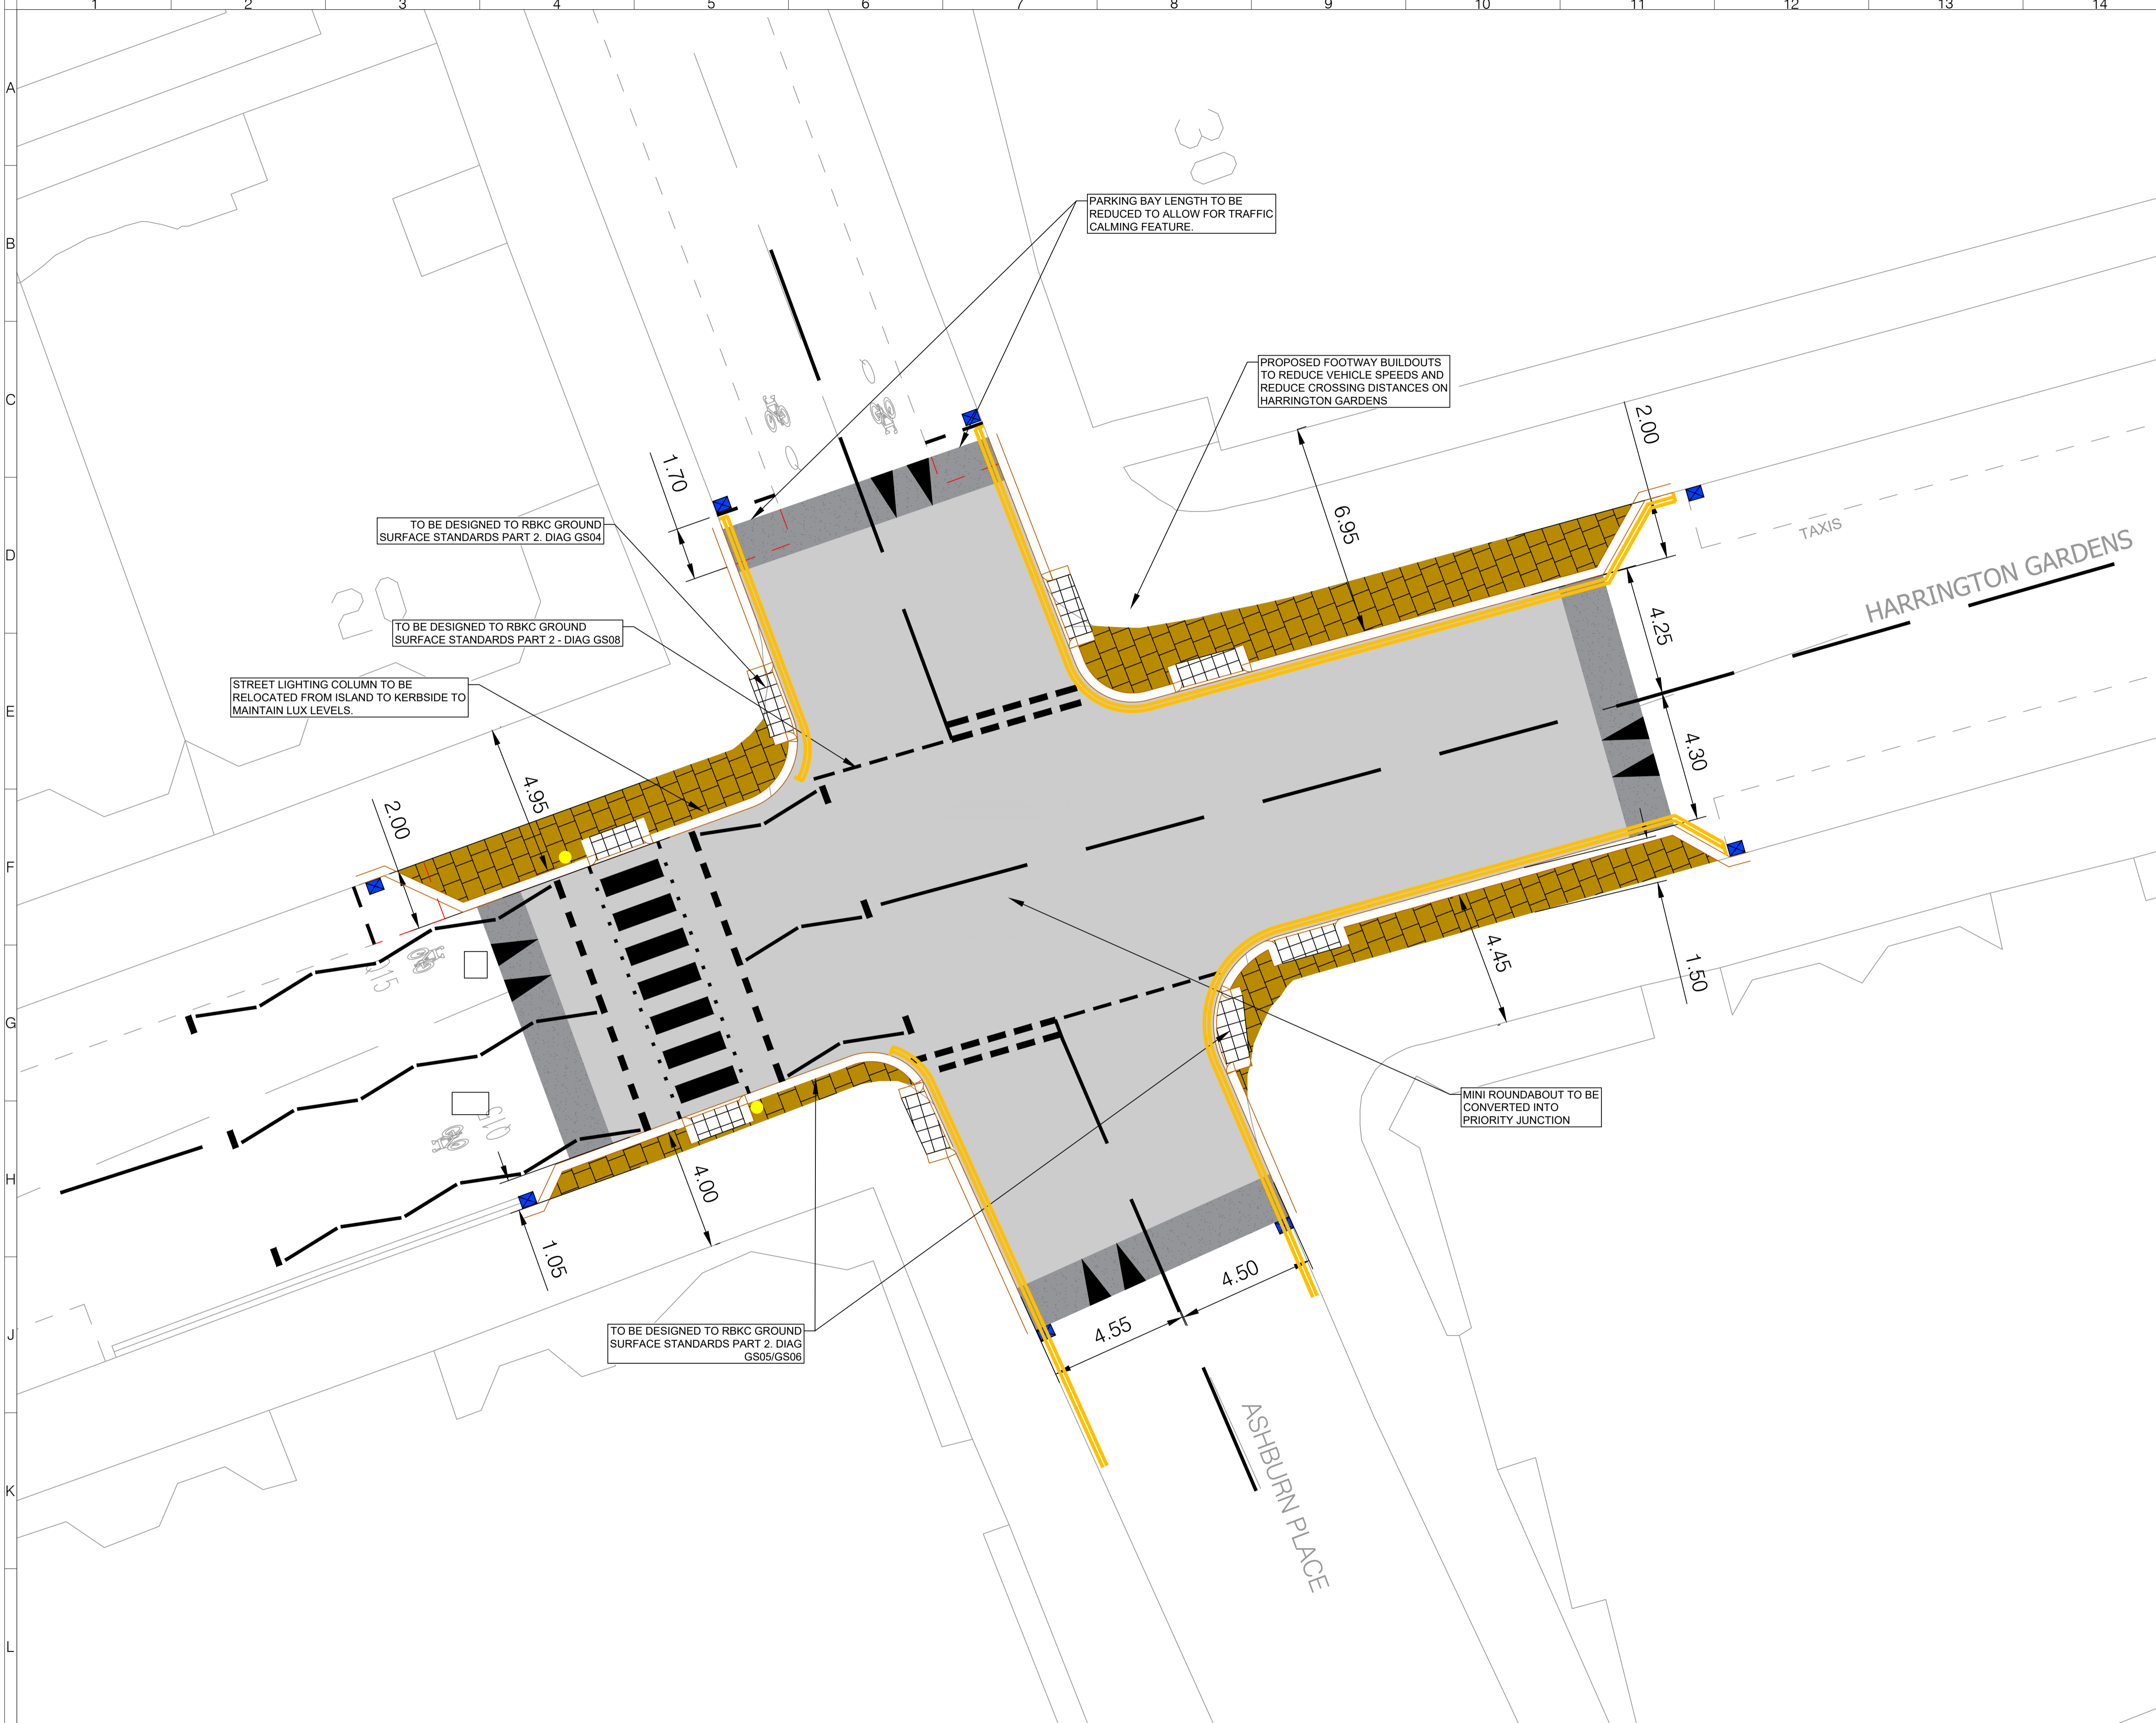 1 2 3 4 5 6 7 8 9 10 11 12 13 14
A
B
C
D
E
F
G
H
J
K
L
30
PARKING BAY LENGTH TO BE
REDUCED TO ALLOW FOR TRAFFIC
CALMING FEATURE.
PROPOSED FOOTWAY BUILDOUTS
TO REDUCE VEHICLE SPEEDS AND
REDUCE CROSSING DISTANCES ON
HARRINGTON GARDENS
2.00
1.70
6.95
TO BE DESIGNED TO RBKC GROUND
SURFACE STANDARDS PART 2. DIAG GS04
TAXIS
HARRINGTON GARDENS
20
TO BE DESIGNED TO RBKC GROUND
SURFACE STANDARDS PART 2 - DIAG GS08
4.25
STREET LIGHTING COLUMN TO BE
RELOCATED FROM ISLAND TO KERBSIDE TO
MAINTAIN LUX LEVELS.
4.30
4.95
2.00
4.45
1.50
MINI ROUNDABOUT TO BE
CONVERTED INTO
PRIORITY JUNCTION
4.00
1.05
4.50
4.55
TO BE DESIGNED TO RBKC GROUND
SURFACE STANDARDS PART 2. DIAG
GS05/GS06
ASHBURN PLACE